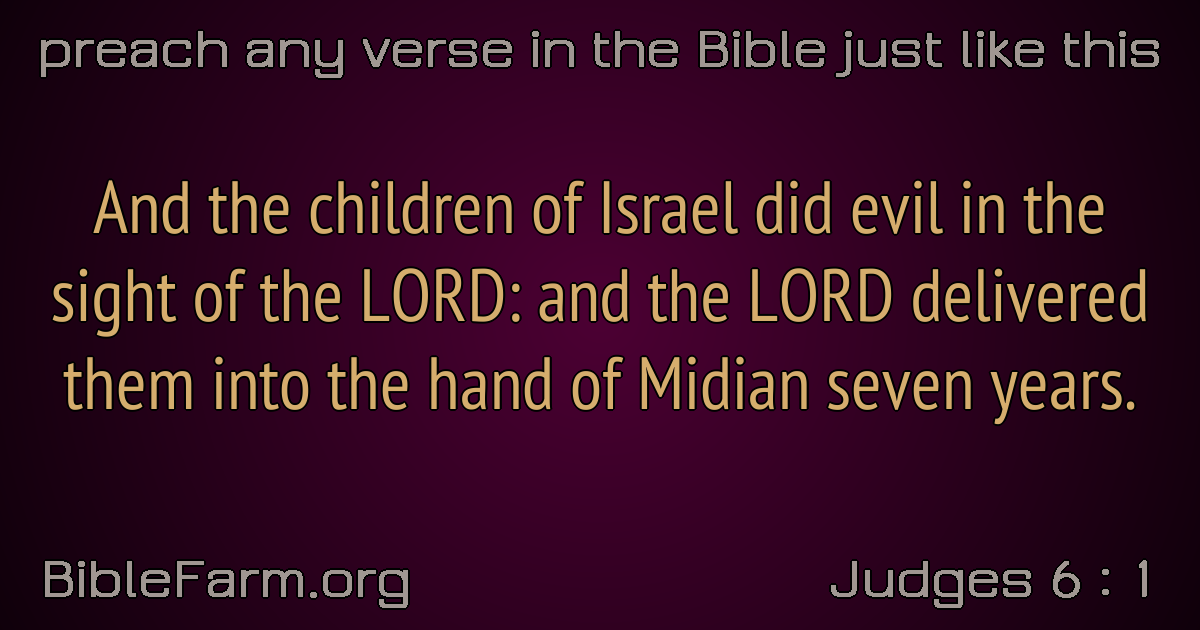 preach any verse in the Bible just like this
And the children of Israel did evil in the
sight of the LORD: and the LORD delivered
them into the hand of Midian seven years.
BibleFarm.org
Judges 6 : 1